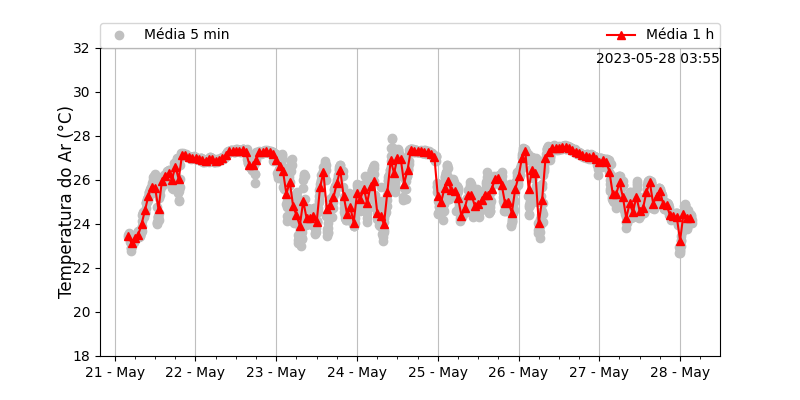 Média 5 min
Média 1 h
2023-05-28 03:55
Temperatura do Ar (°C)
32
30
28
26
24
22
20
18
21 - May
22 - May
23 - May
24 - May
25 - May
26 - May
27 - May
28 - May